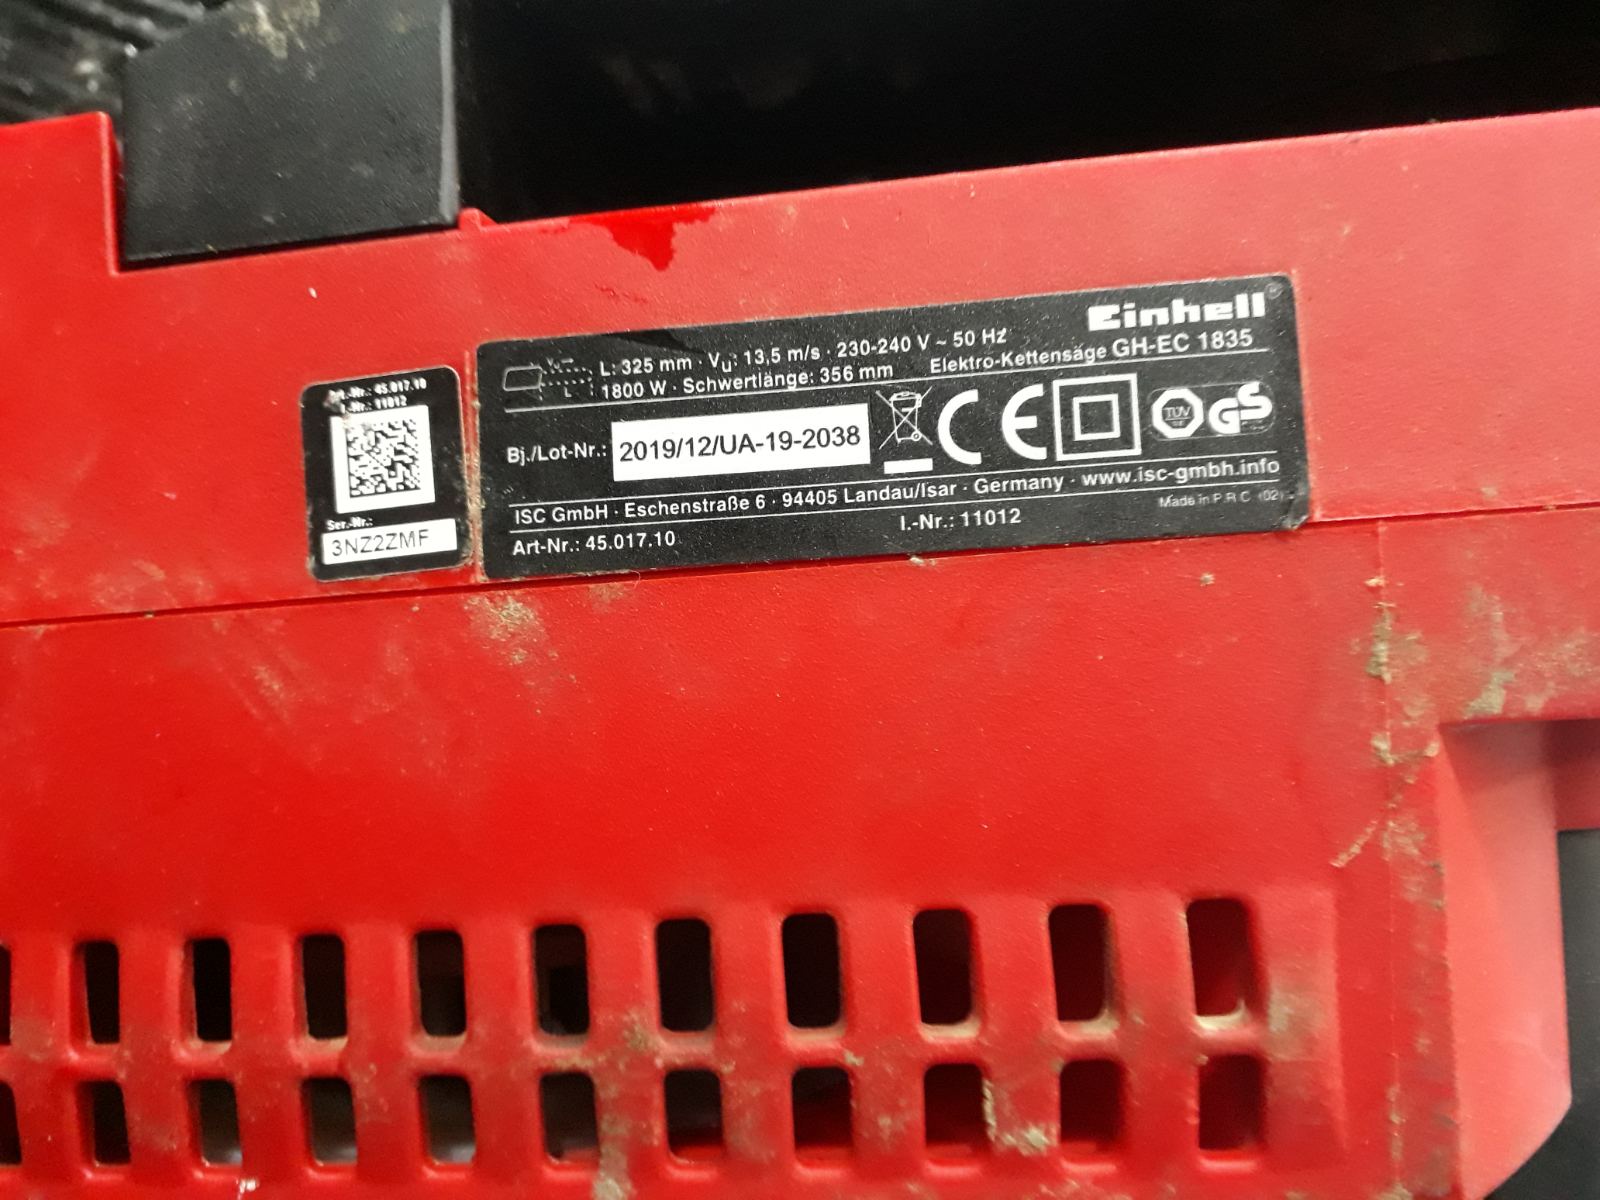 Art.-Nr.: 45.017.10
I.-Nr.: 11012
Ser.-Nr.:
3NZ2ZMF
Einhell®
L: 325 mm · Vu: 13,5 m/s · 230-240 V ~ 50 Hz
1800 W · Schwertlänge: 356 mm Elektro-Kettensäge GH-EC 1835
L
Bj./Lot-Nr.: 2019/12/UA-19-2038 CE TÜV GS
ISC GmbH · Eschenstraße 6 · 94405 Landau/Isar · Germany · www.isc-gmbh.info
Made in P.R.C. (02)
Art-Nr.: 45.017.10 I.-Nr.: 11012